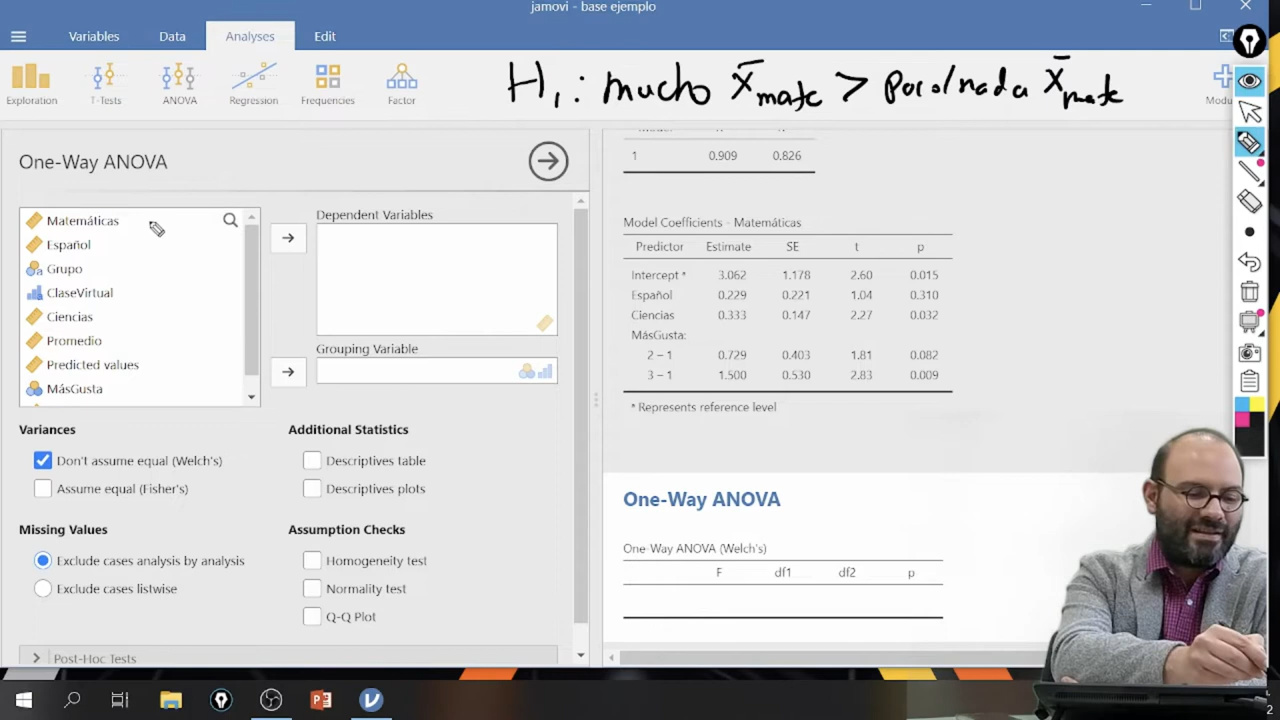 jamovi - base ejemplo
Variables Data Analyses Edit
Exploration T-Tests ANOVA Regression Frequencies Factor
H₁: mucho x̄ mate > poco/nada x̄ mate
One-Way ANOVA
Matemáticas
Español
Grupo
ClaseVirtual
Ciencias
Promedio
Predicted values
MásGusta
Dependent Variables
Grouping Variable
Variances
Don't assume equal (Welch's)
Assume equal (Fisher's)
Additional Statistics
Descriptives table
Descriptives plots
Missing Values
Exclude cases analysis by analysis
Exclude cases listwise
Assumption Checks
Homogeneity test
Normality test
Q-Q Plot
Post-Hoc Tests
1 0.909 0.826
Model Coefficients - Matemáticas
Predictor Estimate SE t p
Intercept * 3.062 1.178 2.60 0.015
Español 0.229 0.221 1.04 0.310
Ciencias 0.333 0.147 2.27 0.032
MásGusta:
2 – 1 0.729 0.403 1.81 0.082
3 – 1 1.500 0.530 2.83 0.009
* Represents reference level
One-Way ANOVA
One-Way ANOVA (Welch's)
F df1 df2 p